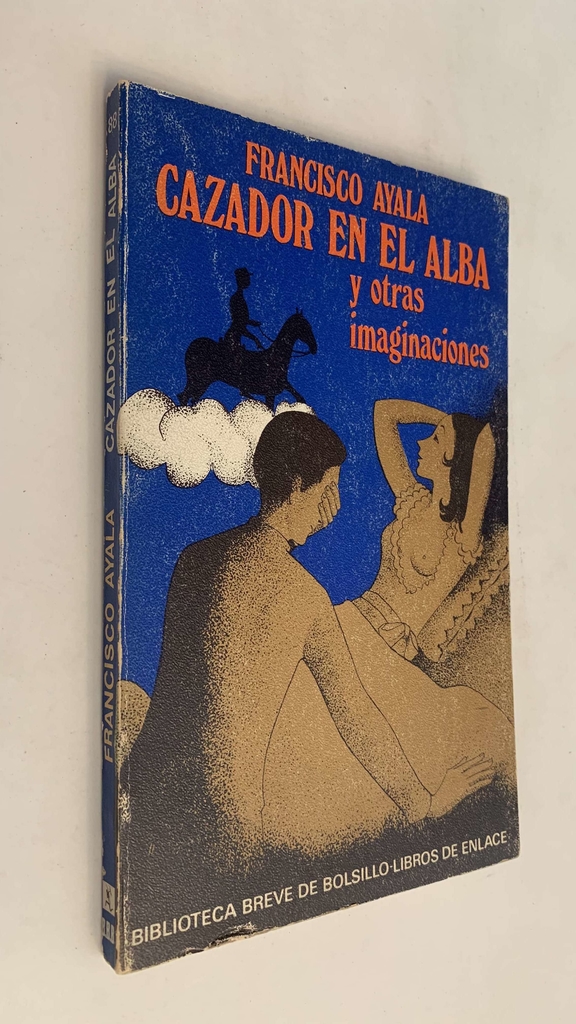 FRANCISCO AYALA
CAZADOR EN EL ALBA
y otras
imaginaciones
BIBLIOTECA BREVE DE BOLSILLO·LIBROS DE ENLACE
FRANCISCO AYALA CAZADOR EN EL ALBA 88